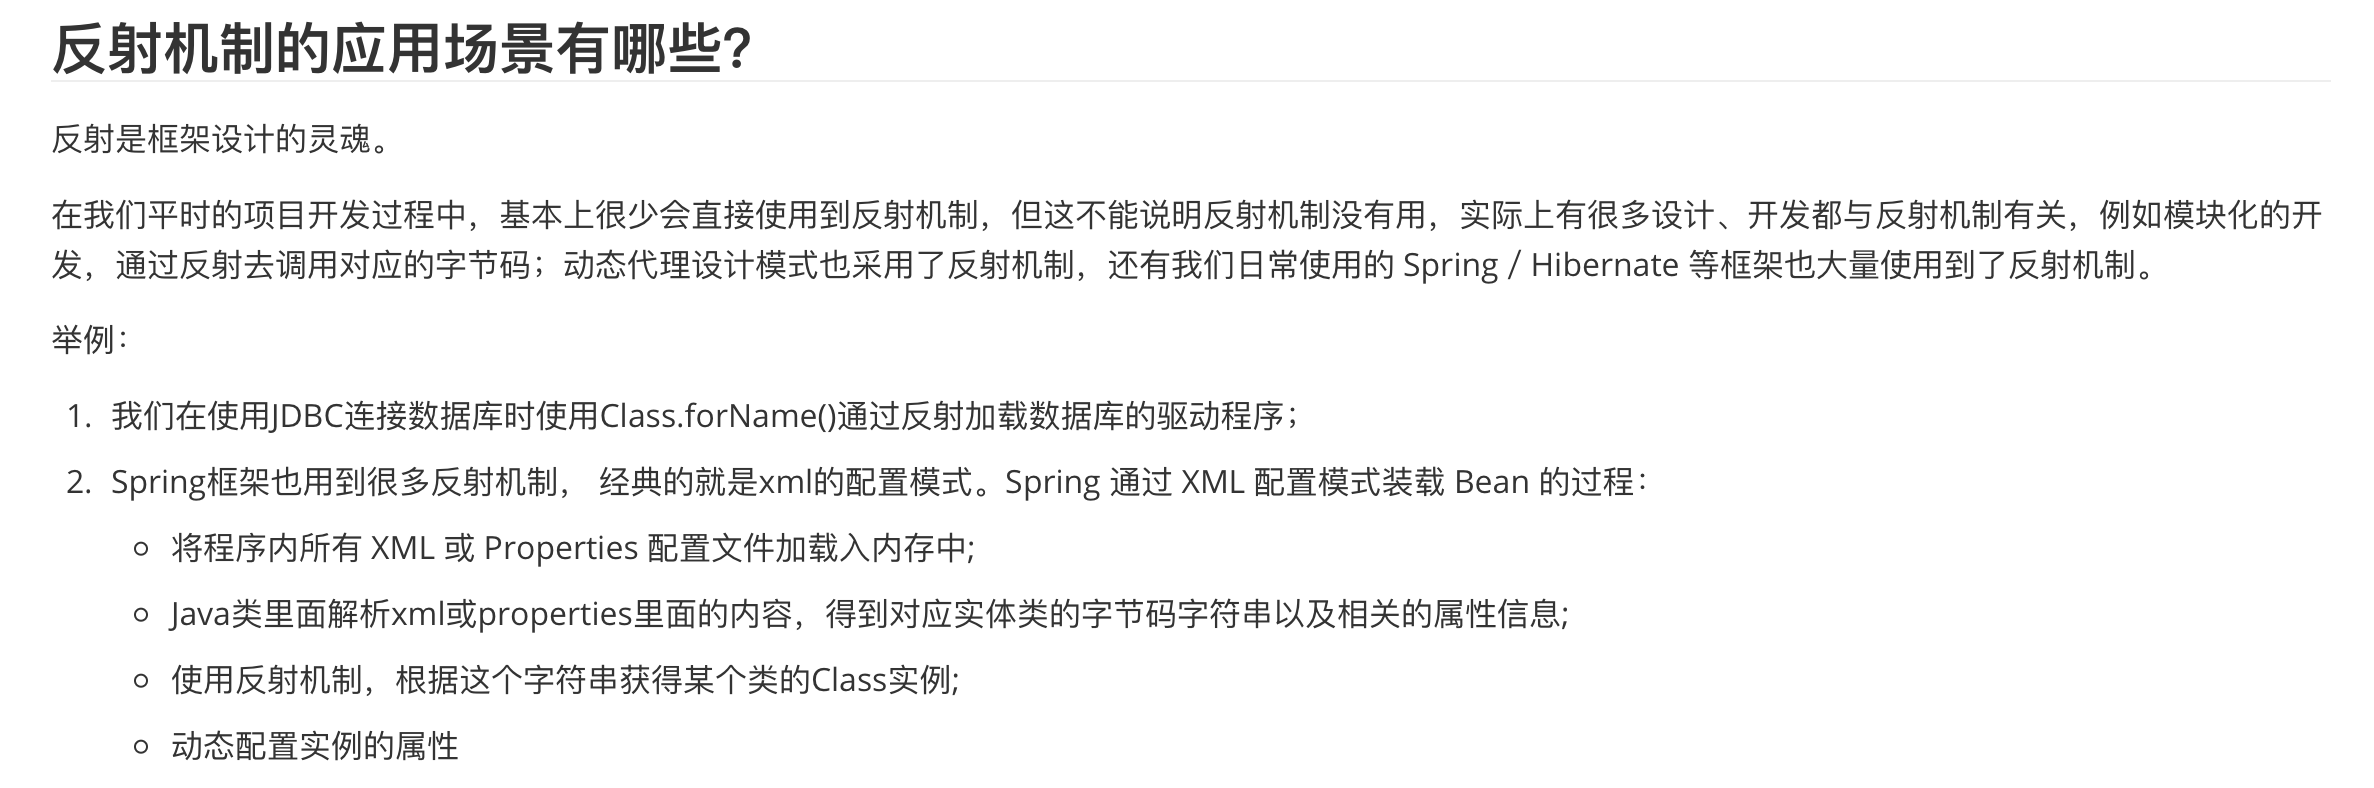 反射机制的应用场景有哪些?
反射是框架设计的灵魂。
在我们平时的项目开发过程中，基本上很少会直接使用到反射机制，但这不能说明反射机制没有用，实际上有很多设计、开发都与反射机制有关，例如模块化的开
发，通过反射去调用对应的字节码；动态代理设计模式也采用了反射机制，还有我们日常使用的 Spring / Hibernate 等框架也大量使用到了反射机制。
举例：
1. 我们在使用JDBC连接数据库时使用Class.forName()通过反射加载数据库的驱动程序；
2. Spring框架也用到很多反射机制， 经典的就是xml的配置模式。Spring 通过 XML 配置模式装载 Bean 的过程：
将程序内所有 XML 或 Properties 配置文件加载入内存中;
Java类里面解析xml或properties里面的内容，得到对应实体类的字节码字符串以及相关的属性信息;
使用反射机制，根据这个字符串获得某个类的Class实例;
动态配置实例的属性